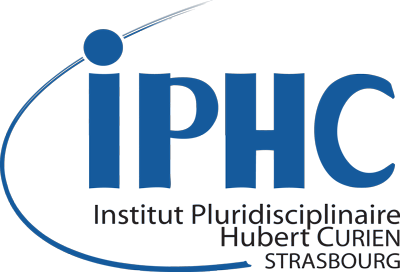 iPHC
Institut Pluridisciplinaire
Hubert CURIEN
STRASBOURG